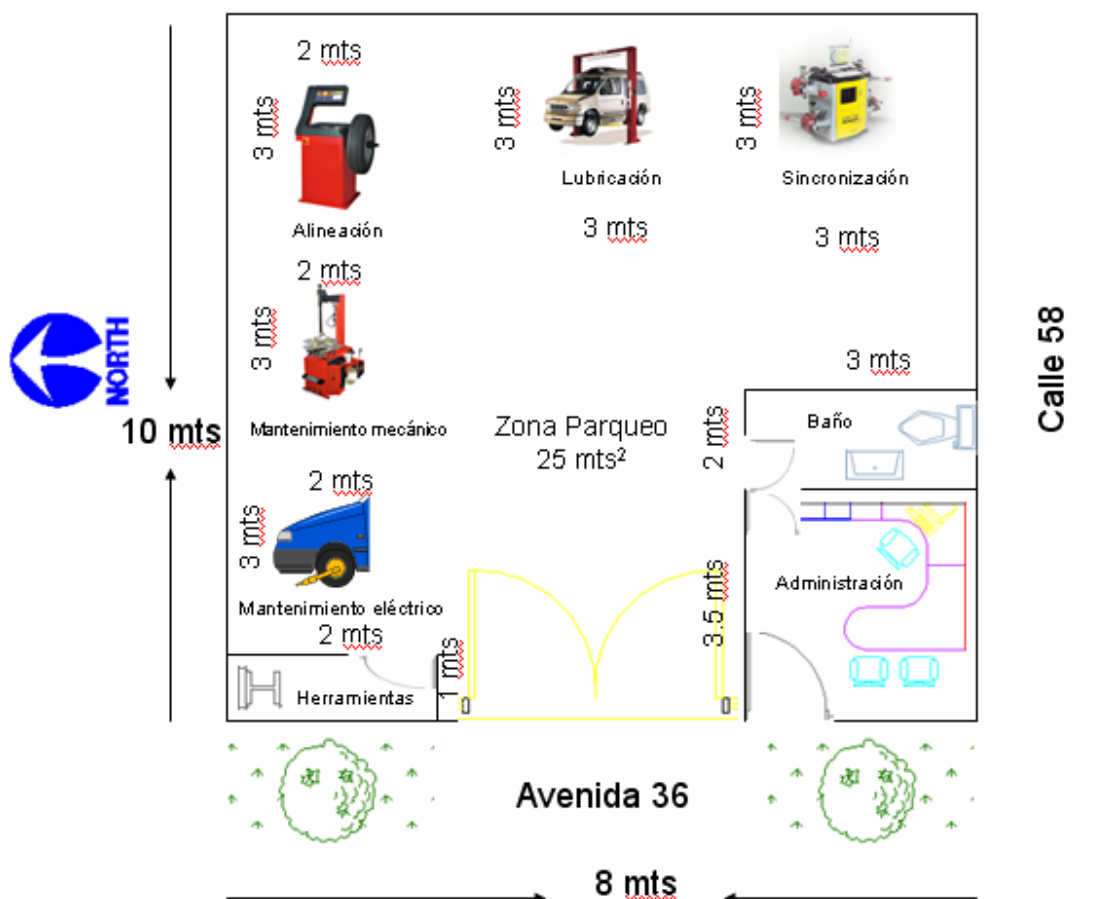 2 mts
3 mts
Alineación
3 mts
Lubricación
3 mts
3 mts
Sincronización
3 mts
2 mts
3 mts
Mantenimiento mecánico
NORTH
10 mts
Calle 58
Zona Parqueo
25 mts²
3 mts
2 mts
Baño
2 mts
3 mts
Mantenimiento eléctrico
2 mts
1 mts
Herramientas
3.5 mts
Administración
Avenida 36
8 mts